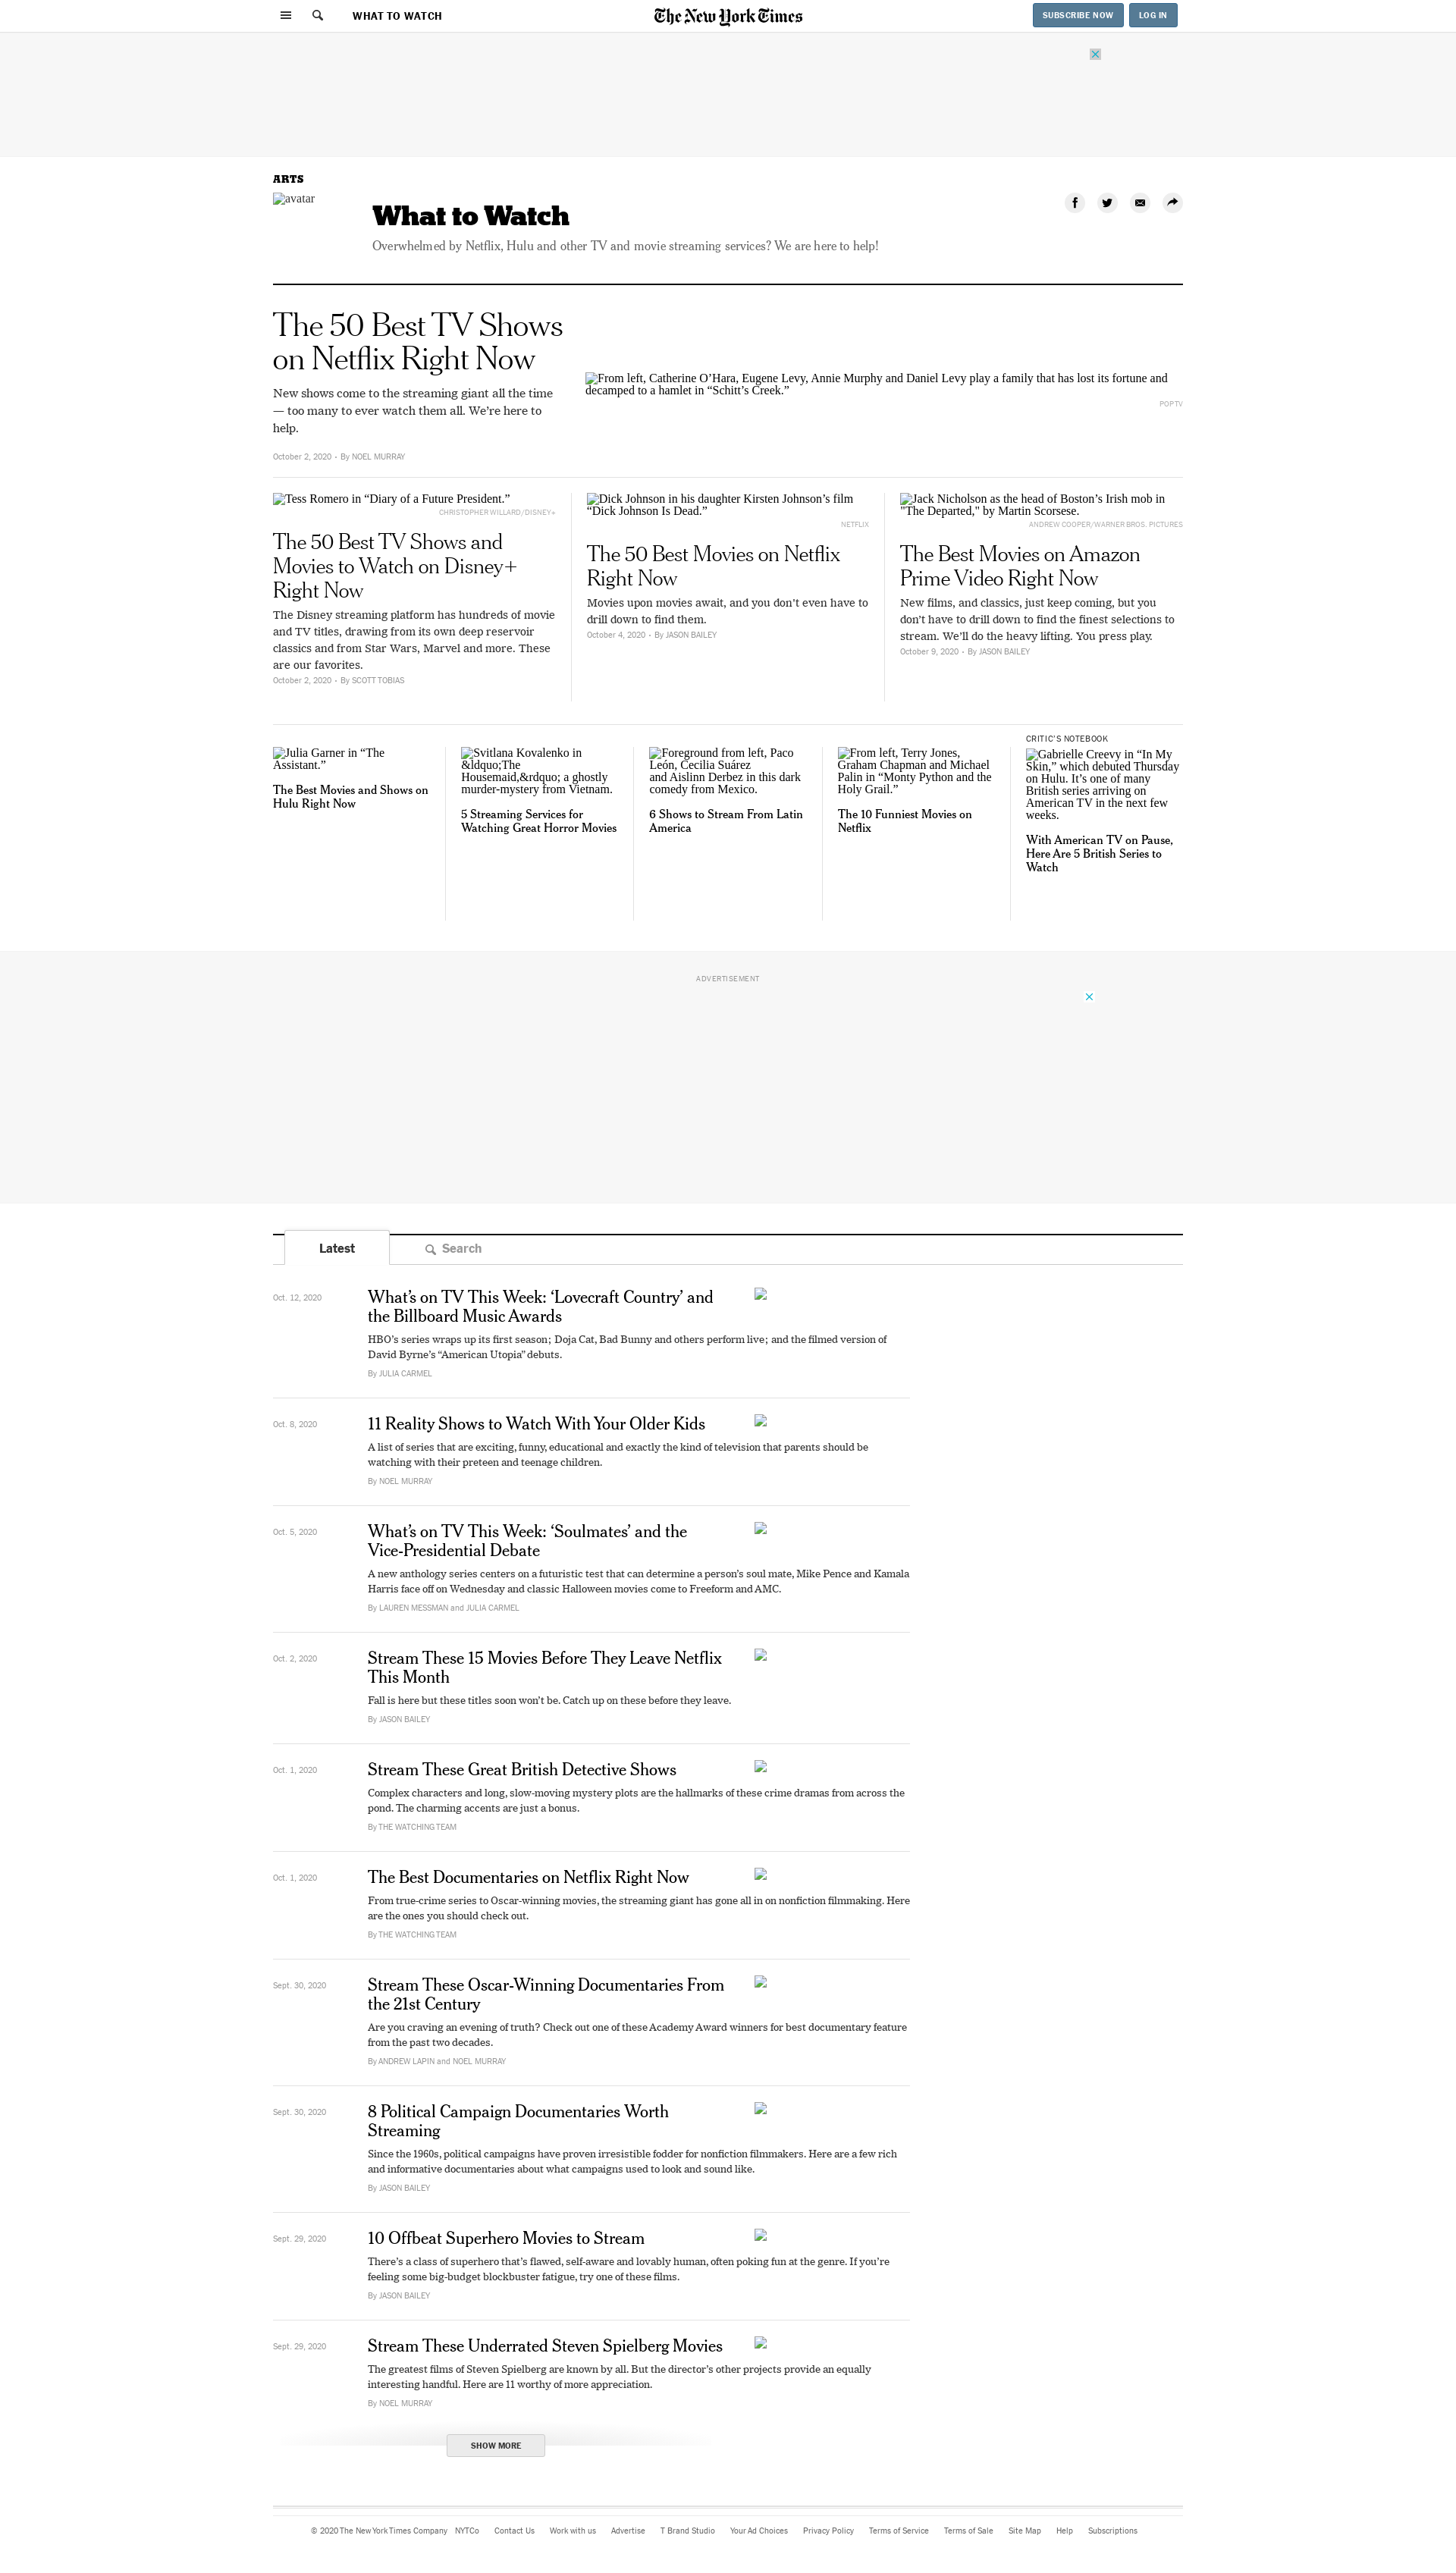 WHAT TO WATCH
The New York Times
SUBSCRIBE NOW
LOG IN
ARTS
avatar
What to Watch
Overwhelmed by Netflix, Hulu and other TV and movie streaming services? We are here to help!
The 50 Best TV Shows
on Netflix Right Now
New shows come to the streaming giant all the time
— too many to ever watch them all. We’re here to
help.
October 2, 2020 • By NOEL MURRAY
From left, Catherine O’Hara, Eugene Levy, Annie Murphy and Daniel Levy play a family that has lost its fortune and
decamped to a hamlet in “Schitt’s Creek.”
POP TV
Tess Romero in “Diary of a Future President.”
CHRISTOPHER WILLARD/DISNEY+
The 50 Best TV Shows and
Movies to Watch on Disney+
Right Now
The Disney streaming platform has hundreds of movie
and TV titles, drawing from its own deep reservoir
classics and from Star Wars, Marvel and more. These
are our favorites.
October 2, 2020 • By SCOTT TOBIAS
Dick Johnson in his daughter Kirsten Johnson’s film
“Dick Johnson Is Dead.”
NETFLIX
The 50 Best Movies on Netflix
Right Now
Movies upon movies await, and you don’t even have to
drill down to find them.
October 4, 2020 • By JASON BAILEY
Jack Nicholson as the head of Boston’s Irish mob in
"The Departed," by Martin Scorsese.
ANDREW COOPER/WARNER BROS. PICTURES
The Best Movies on Amazon
Prime Video Right Now
New films, and classics, just keep coming, but you
don’t have to drill down to find the finest selections to
stream. We’ll do the heavy lifting. You press play.
October 9, 2020 • By JASON BAILEY
Julia Garner in “The
Assistant.”
The Best Movies and Shows on
Hulu Right Now
Svitlana Kovalenko in
&ldquo;The
Housemaid,&rdquo; a ghostly
murder-mystery from Vietnam.
5 Streaming Services for
Watching Great Horror Movies
Foreground from left, Paco
León, Cecilia Suárez
and Aislinn Derbez in this dark
comedy from Mexico.
6 Shows to Stream From Latin
America
From left, Terry Jones,
Graham Chapman and Michael
Palin in “Monty Python and the
Holy Grail.”
The 10 Funniest Movies on
Netflix
CRITIC’S NOTEBOOK
Gabrielle Creevy in “In My
Skin,” which debuted Thursday
on Hulu. It’s one of many
British series arriving on
American TV in the next few
weeks.
With American TV on Pause,
Here Are 5 British Series to
Watch
ADVERTISEMENT
Latest
Search
Oct. 12, 2020
What’s on TV This Week: ‘Lovecraft Country’ and
the Billboard Music Awards
HBO’s series wraps up its first season; Doja Cat, Bad Bunny and others perform live; and the filmed version of
David Byrne’s “American Utopia” debuts.
By JULIA CARMEL
Oct. 8, 2020
11 Reality Shows to Watch With Your Older Kids
A list of series that are exciting, funny, educational and exactly the kind of television that parents should be
watching with their preteen and teenage children.
By NOEL MURRAY
Oct. 5, 2020
What’s on TV This Week: ‘Soulmates’ and the
Vice-Presidential Debate
A new anthology series centers on a futuristic test that can determine a person’s soul mate, Mike Pence and Kamala
Harris face off on Wednesday and classic Halloween movies come to Freeform and AMC.
By LAUREN MESSMAN and JULIA CARMEL
Oct. 2, 2020
Stream These 15 Movies Before They Leave Netflix
This Month
Fall is here but these titles soon won’t be. Catch up on these before they leave.
By JASON BAILEY
Oct. 1, 2020
Stream These Great British Detective Shows
Complex characters and long, slow-moving mystery plots are the hallmarks of these crime dramas from across the
pond. The charming accents are just a bonus.
By THE WATCHING TEAM
Oct. 1, 2020
The Best Documentaries on Netflix Right Now
From true-crime series to Oscar-winning movies, the streaming giant has gone all in on nonfiction filmmaking. Here
are the ones you should check out.
By THE WATCHING TEAM
Sept. 30, 2020
Stream These Oscar-Winning Documentaries From
the 21st Century
Are you craving an evening of truth? Check out one of these Academy Award winners for best documentary feature
from the past two decades.
By ANDREW LAPIN and NOEL MURRAY
Sept. 30, 2020
8 Political Campaign Documentaries Worth
Streaming
Since the 1960s, political campaigns have proven irresistible fodder for nonfiction filmmakers. Here are a few rich
and informative documentaries about what campaigns used to look and sound like.
By JASON BAILEY
Sept. 29, 2020
10 Offbeat Superhero Movies to Stream
There’s a class of superhero that’s flawed, self-aware and lovably human, often poking fun at the genre. If you’re
feeling some big-budget blockbuster fatigue, try one of these films.
By JASON BAILEY
Sept. 29, 2020
Stream These Underrated Steven Spielberg Movies
The greatest films of Steven Spielberg are known by all. But the director’s other projects provide an equally
interesting handful. Here are 11 worthy of more appreciation.
By NOEL MURRAY
SHOW MORE
© 2020 The New York Times Company NYTCo Contact Us Work with us Advertise T Brand Studio Your Ad Choices Privacy Policy Terms of Service Terms of Sale Site Map Help Subscriptions